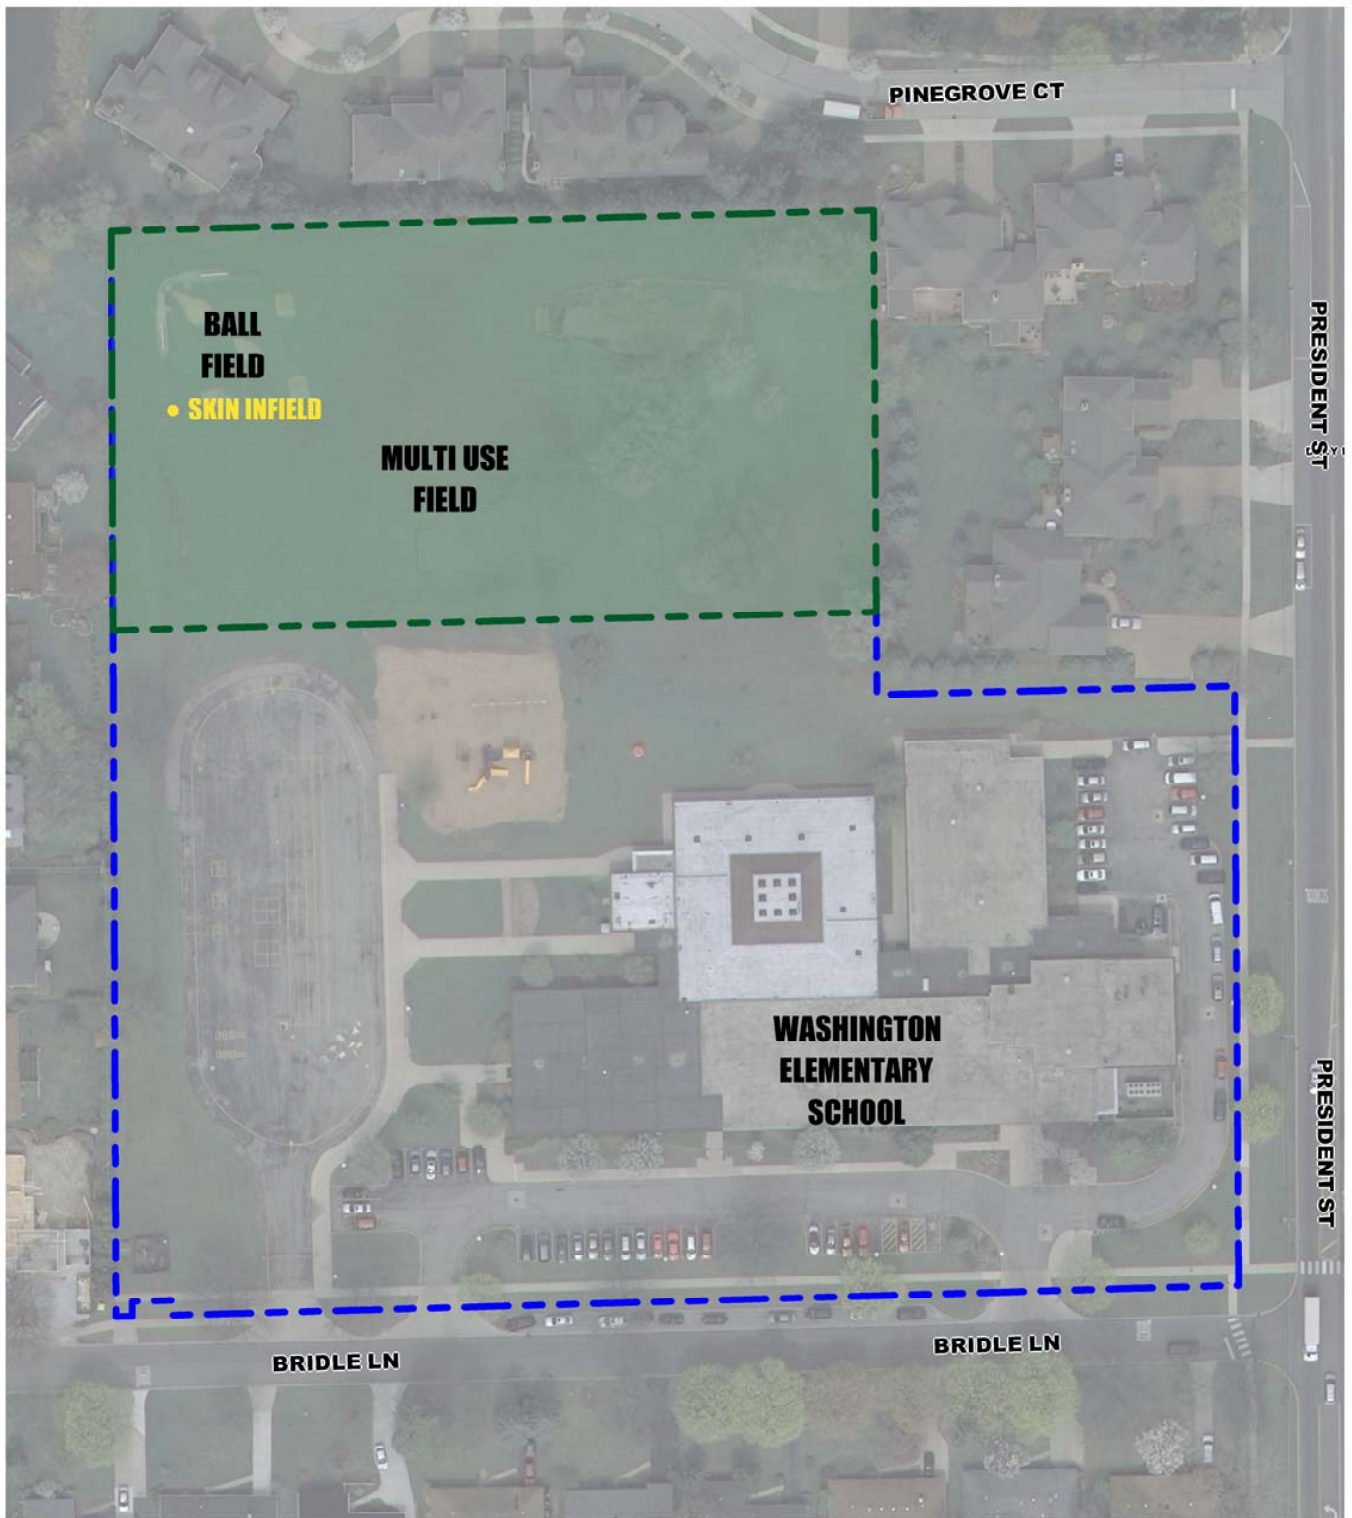 PINEGROVE CT
PRESIDENT ST
BALL
FIELD
• SKIN INFIELD
MULTI USE
FIELD
WASHINGTON
ELEMENTARY
SCHOOL
PRESIDENT ST
BRIDLE LN
BRIDLE LN